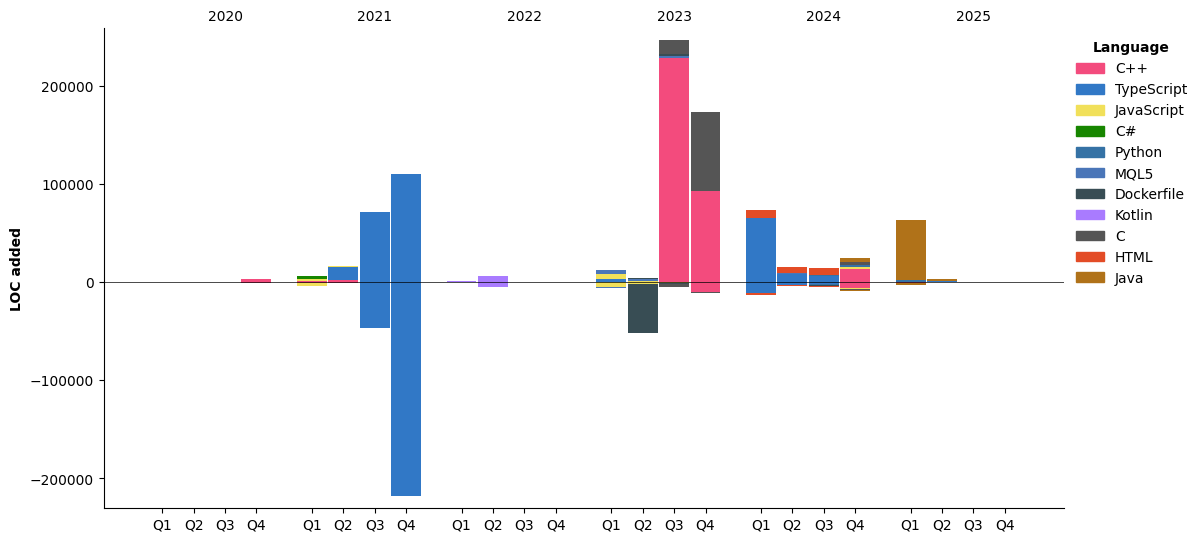 2020 2021 2022 2023 2024 2025
LOC added
200000
100000
0
−100000
−200000
Q1 Q2 Q3 Q4 Q1 Q2 Q3 Q4 Q1 Q2 Q3 Q4 Q1 Q2 Q3 Q4 Q1 Q2 Q3 Q4 Q1 Q2 Q3 Q4
Language
C++
TypeScript
JavaScript
C#
Python
MQL5
Dockerfile
Kotlin
C
HTML
Java